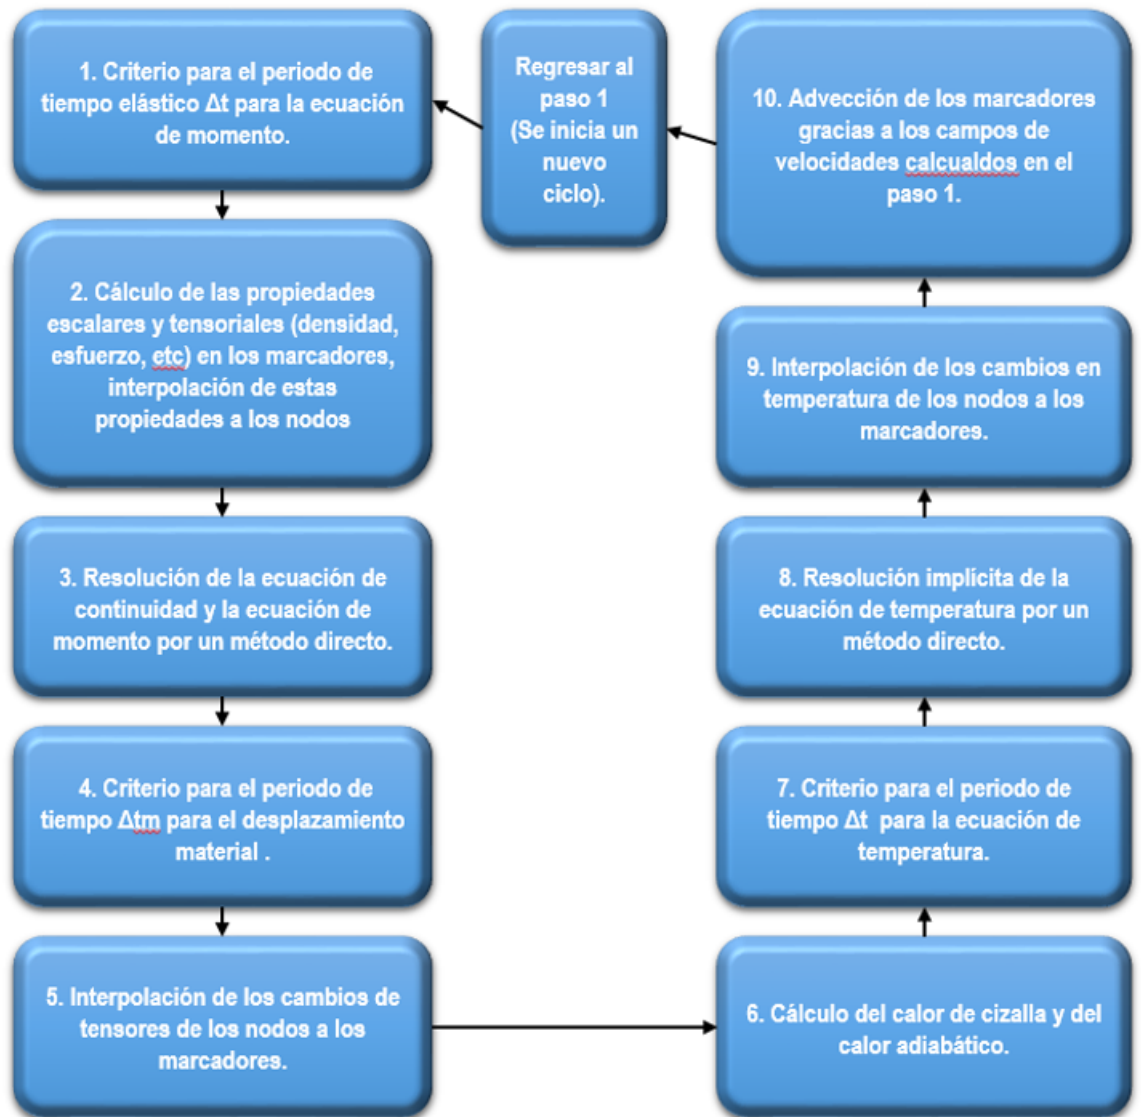 1. Criterio para el periodo de
tiempo elástico Δt para la ecuación
de momento.
2. Cálculo de las propiedades
escalares y tensoriales (densidad,
esfuerzo, etc) en los marcadores,
interpolación de estas
propiedades a los nodos
3. Resolución de la ecuación de
continuidad y la ecuación de
momento por un método directo.
4. Criterio para el periodo de
tiempo Δtm para el desplazamiento
material .
5. Interpolación de los cambios de
tensores de los nodos a los
marcadores.
6. Cálculo del calor de cizalla y del
calor adiabático.
7. Criterio para el periodo de
tiempo Δt  para la ecuación de
temperatura.
8. Resolución implícita de la
ecuación de temperatura por un
método directo.
9. Interpolación de los cambios en
temperatura de los nodos a los
marcadores.
10. Advección de los marcadores
gracias a los campos de
velocidades calcualdos en el
paso 1.
Regresar al
paso 1
(Se inicia un
nuevo
ciclo).